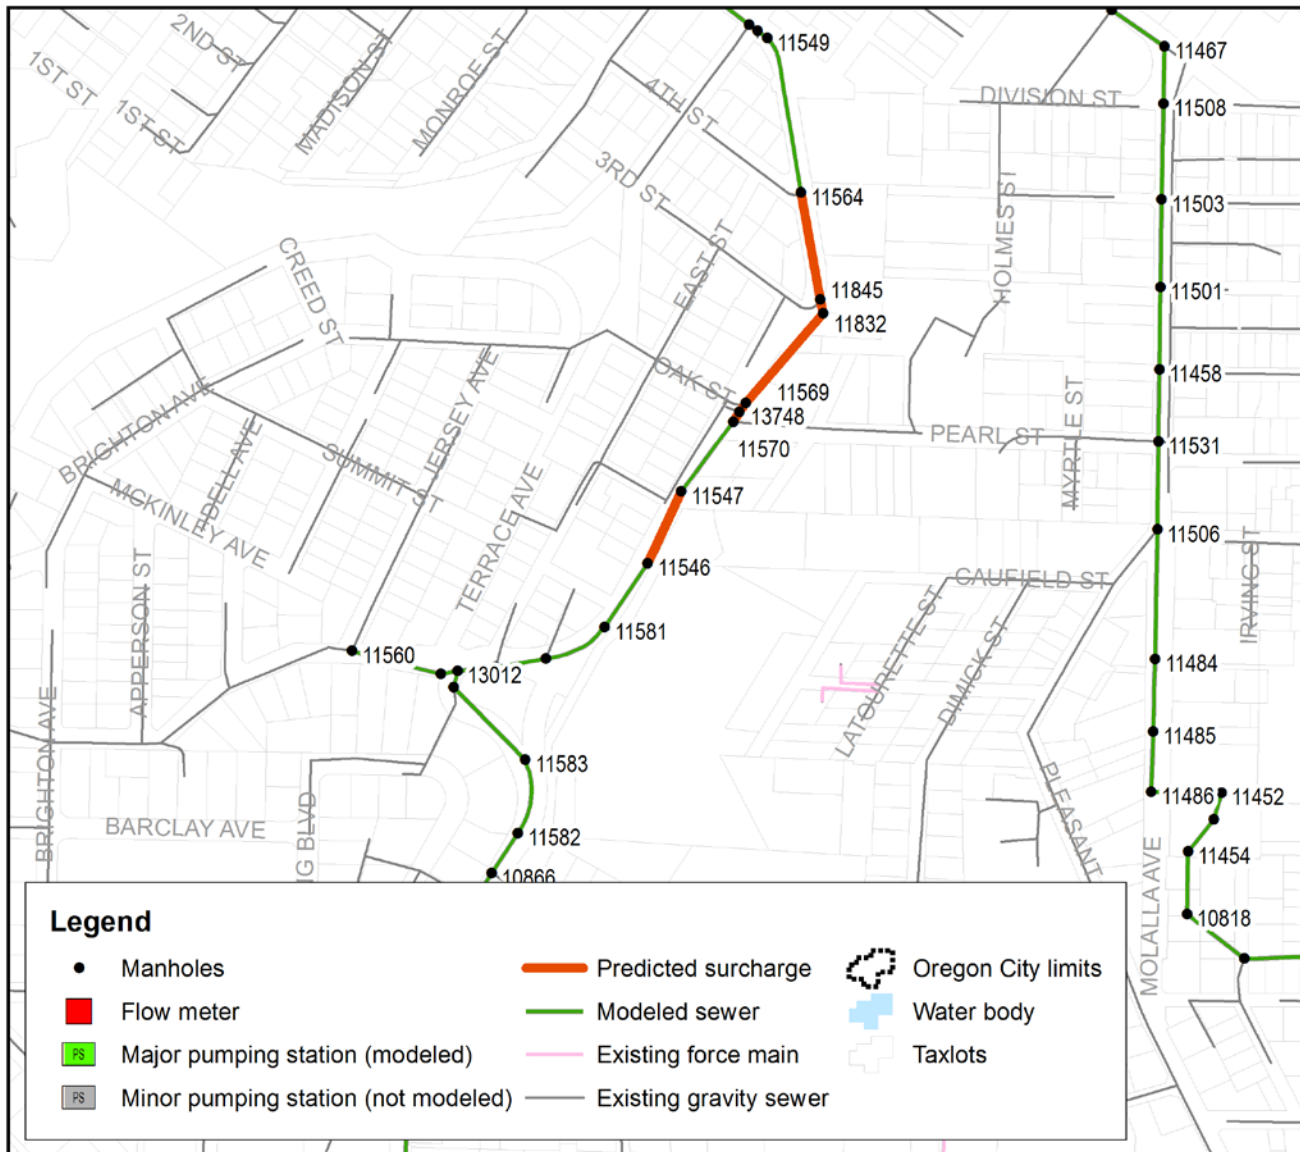 2ND ST
1ST ST
1ST ST
MADISON ST
MONROE ST
11549
4TH ST
3RD ST
11467
DIVISION ST
11508
11564
HOLMES ST
11503
EAST ST
CREED ST
11845
11501
11832
OAK ST
11569
13748
11570
11458
BRIGHTON AVE
JERSEY AVE
MYRTLE ST
PEARL ST
11531
SUMMIT ST
MCKINLEY AVE
TERRACE AVE
11547
11506
11546
APPERSON ST
CAUFIELD ST
IRVING ST
11581
LATOURETTE ST
DIMICK ST
11560
13012
11484
BRIGHTON AVE
11583
11485
PLEASANT
11486
11452
BARCLAY AVE
G BLVD
11582
11454
10866
MOLALLA AVE
10818
Legend
Manholes
Flow meter
PS Major pumping station (modeled)
PS Minor pumping station (not modeled)
Predicted surcharge
Modeled sewer
Existing force main
Existing gravity sewer
Oregon City limits
Water body
Taxlots